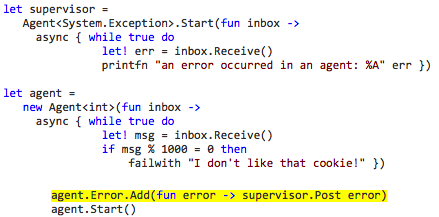 let supervisor =
   Agent<System.Exception>.Start(fun inbox ->
     async { while true do
               let! err = inbox.Receive()
               printfn "an error occurred in an agent: %A" err })

let agent =
   new Agent<int>(fun inbox ->
     async { while true do
               let! msg = inbox.Receive()
               if msg % 1000 = 0 then
                   failwith "I don't like that cookie!" })

       agent.Error.Add(fun error -> supervisor.Post error)
       agent.Start()